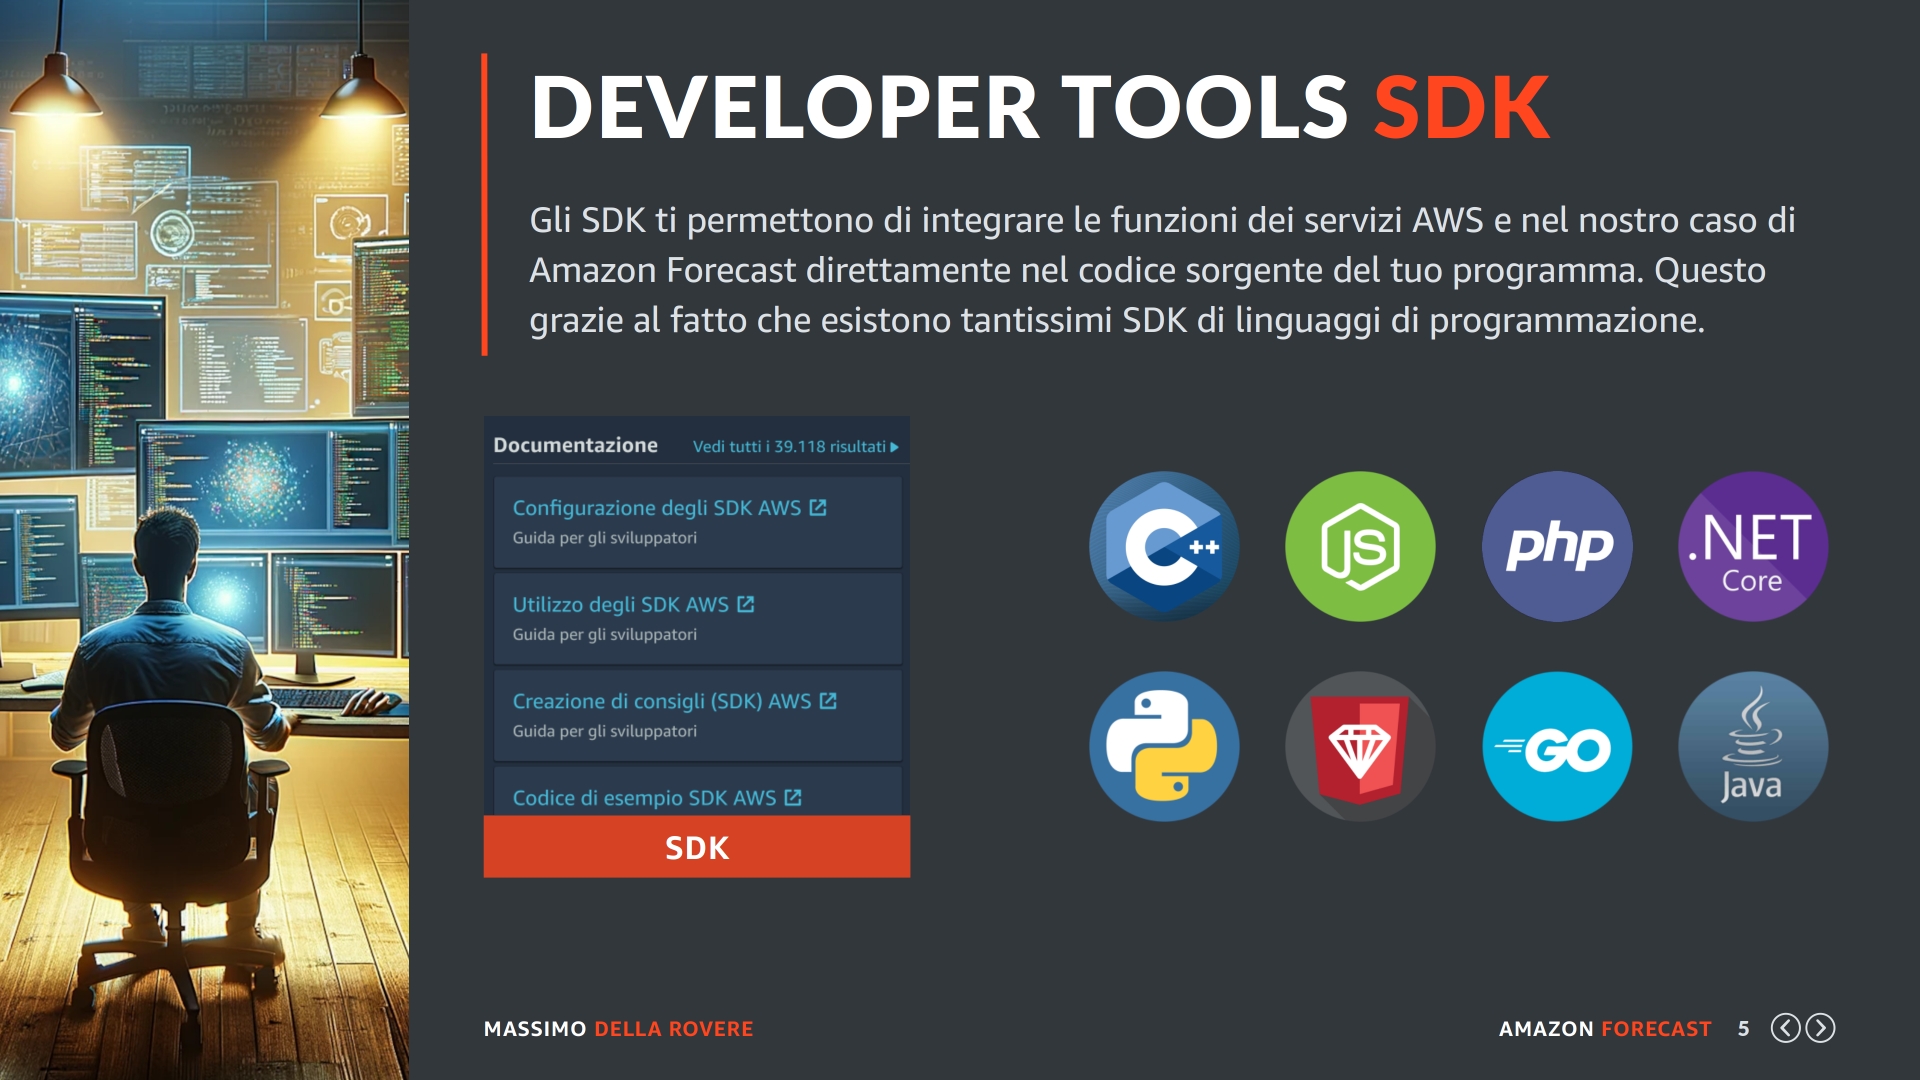 DEVELOPER TOOLS SDK
Gli SDK ti permettono di integrare le funzioni dei servizi AWS e nel nostro caso di
Amazon Forecast direttamente nel codice sorgente del tuo programma. Questo
grazie al fatto che esistono tantissimi SDK di linguaggi di programmazione.
Documentazione
Vedi tutti i 39.118 risultati
Configurazione degli SDK AWS
Guida per gli sviluppatori
Utilizzo degli SDK AWS
Guida per gli sviluppatori
Creazione di consigli (SDK) AWS
Guida per gli sviluppatori
Codice di esempio SDK AWS
SDK
C++
JS
php
.NET
Core
GO
Java
MASSIMO DELLA ROVERE
AMAZON FORECAST 5